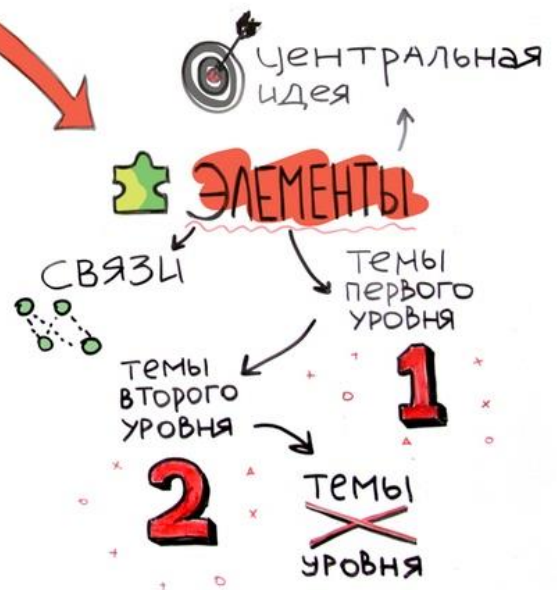 центральная
идея
ЭЛЕМЕНТЫ
СВЯЗИ
темы
первого
уровня
1
темы
второго
уровня
2
темы
X
уровня